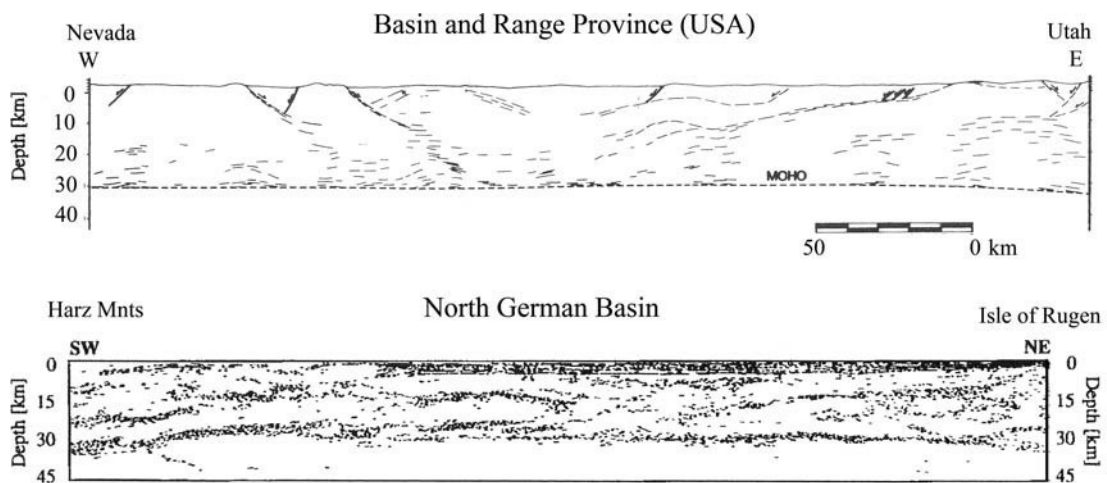 Basin and Range Province (USA)
Nevada
W
Utah
E
Depth [km]
0
10
20
30
40
MOHO
50 0 km
North German Basin
Harz Mnts
Isle of Rugen
SW
NE
Depth [km]
0
15
30
45
0
15
30
45
Depth [km]